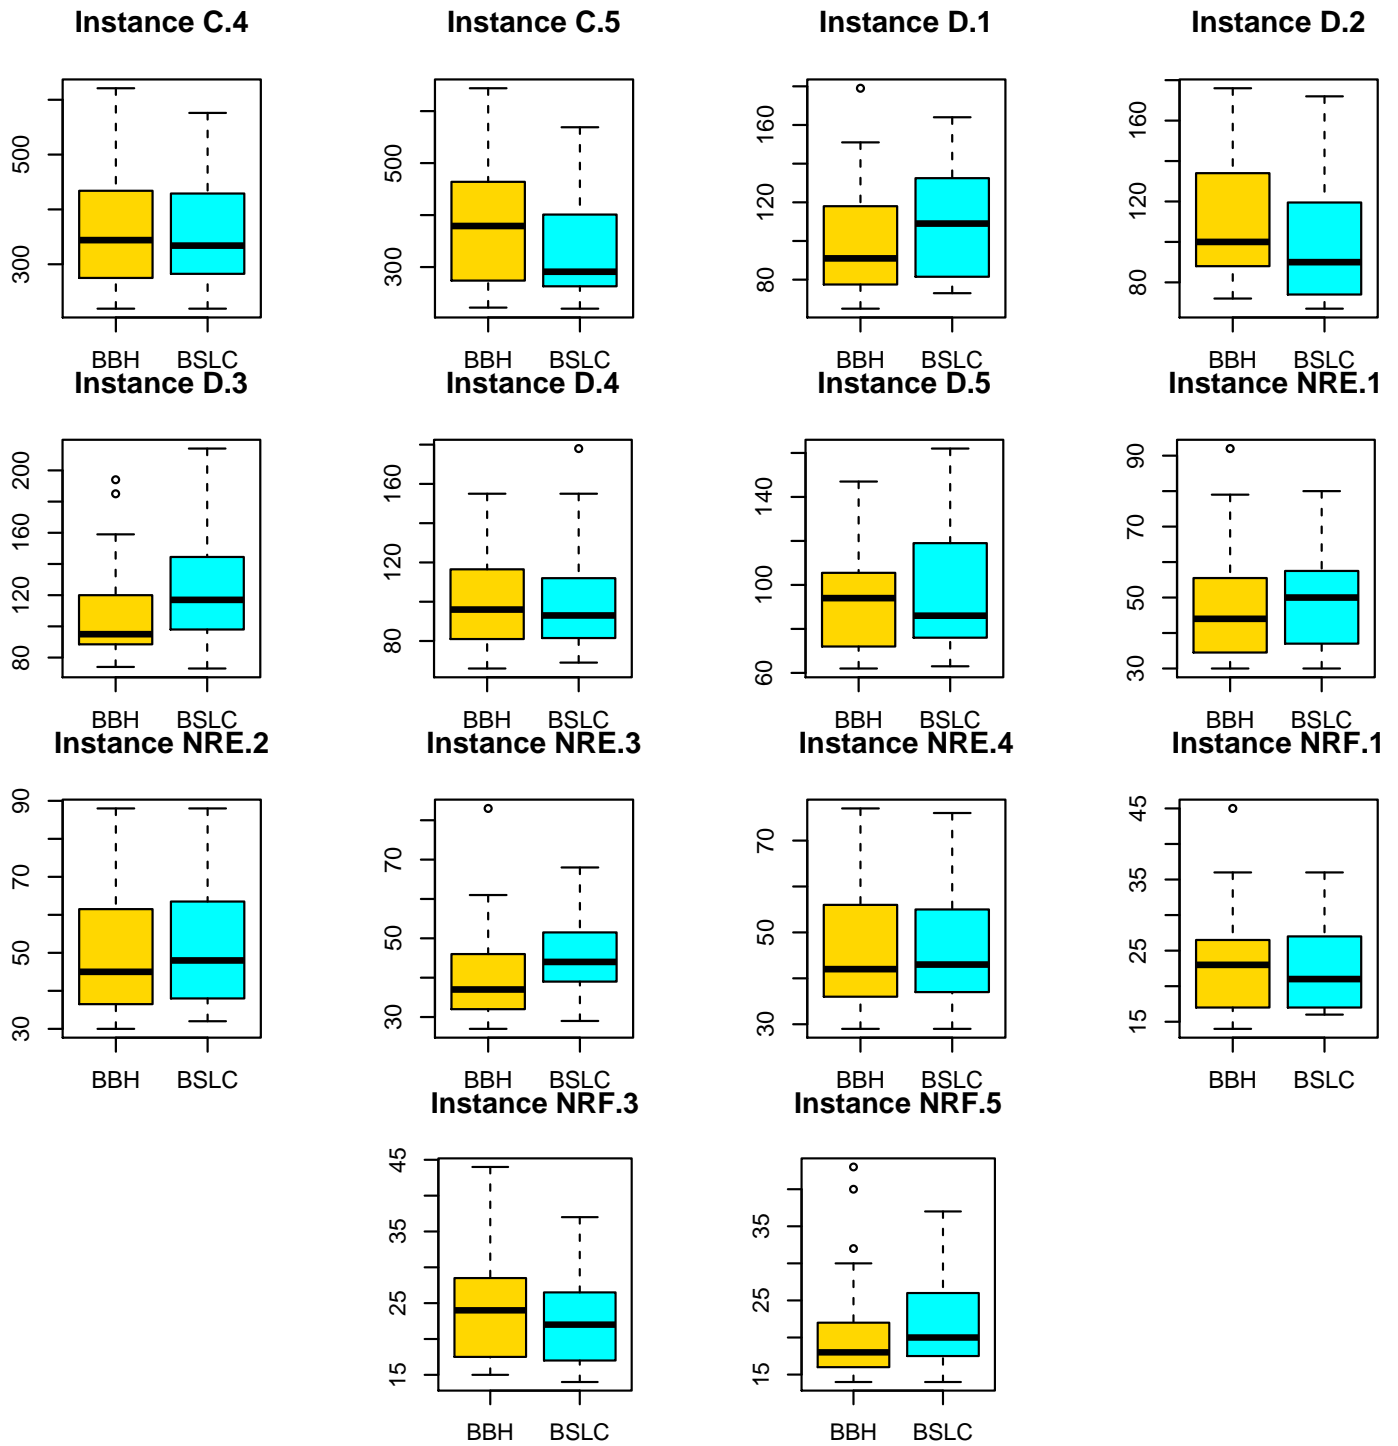 Instance C.4 Instance C.5 Instance D.1 Instance D.2
300 500
BBH BSLC
300 500
BBH BSLC
80 120 160
BBH BSLC
80 120 160
BBH BSLC
Instance D.3 Instance D.4 Instance D.5 Instance NRE.1
80 120 160 200
BBH BSLC
80 120 160
BBH BSLC
60 100 140
BBH BSLC
30 50 70 90
BBH BSLC
Instance NRE.2 Instance NRE.3 Instance NRE.4 Instance NRF.1
30 50 70 90
BBH BSLC
30 50 70
BBH BSLC
30 50 70
BBH BSLC
15 25 35 45
BBH BSLC
Instance NRF.3 Instance NRF.5
15 25 35 45
BBH BSLC
15 25 35
BBH BSLC